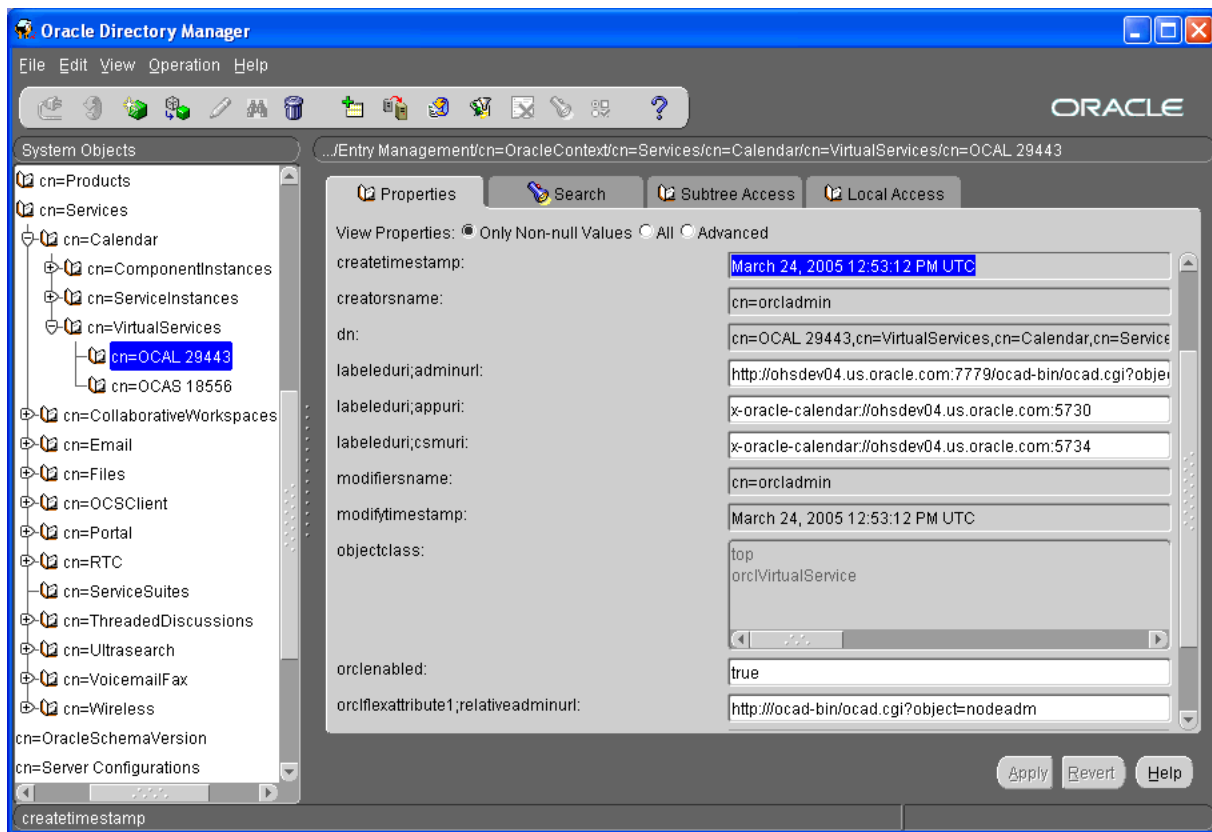 Oracle Directory Manager
File Edit View Operation Help
ORACLE
System Objects
.../Entry Management/cn=OracleContext/cn=Services/cn=Calendar/cn=VirtualServices/cn=OCAL 29443
cn=Products
cn=Services
cn=Calendar
cn=ComponentInstances
cn=ServiceInstances
cn=VirtualServices
cn=OCAL 29443
cn=OCAS 18556
cn=CollaborativeWorkspaces
cn=Email
cn=Files
cn=OCSClient
cn=Portal
cn=RTC
cn=ServiceSuites
cn=ThreadedDiscussions
cn=Ultrasearch
cn=VoicemailFax
cn=Wireless
cn=OracleSchemaVersion
cn=Server Configurations
Properties Search Subtree Access Local Access
View Properties: Only Non-null Values All Advanced
createtimestamp: March 24, 2005 12:53:12 PM UTC
creatorsname: cn=orcladmin
dn: cn=OCAL 29443,cn=VirtualServices,cn=Calendar,cn=Service
labeleduri;adminurl: http://ohsdev04.us.oracle.com:7779/ocad-bin/ocad.cgi?obje
labeleduri;appuri: x-oracle-calendar://ohsdev04.us.oracle.com:5730
labeleduri;csmuri: x-oracle-calendar://ohsdev04.us.oracle.com:5734
modifiersname: cn=orcladmin
modifytimestamp: March 24, 2005 12:53:12 PM UTC
objectclass: top
orclVirtualService
orclenabled: true
orclflexattribute1;relativeadminurl: http:///ocad-bin/ocad.cgi?object=nodeadm
Apply Revert Help
createtimestamp